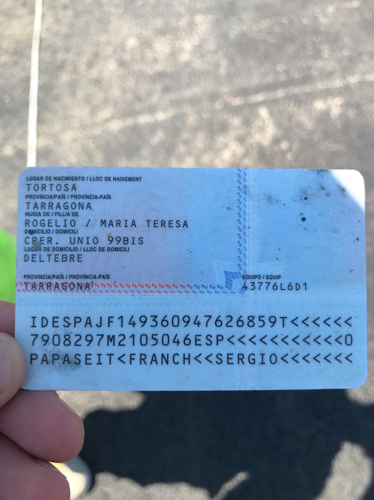 LUGAR DE NACIMIENTO / LLOC DE NAIXEMENT
TORTOSA
PROVINCIA/PAÍS / PROVÍNCIA-PAÍS
TARRAGONA
HIJO/A DE / FILL/A DE
ROGELIO / MARIA TERESA
DOMICILIO / DOMICILI
CRER. UNIO 99BIS
LUGAR DE DOMICILIO / LLOC DE DOMICILI
DELTEBRE
PROVINCIA/PAÍS / PROVÍNCIA-PAÍS
TARRAGONA
EQUIPO / EQUIP
43776L6D1
IDESPAJF149360947626859T<<<<<<
7908297M2105046ESP<<<<<<<<<<<0
PAPASEIT<FRANCH<<SERGIO<<<<<<<